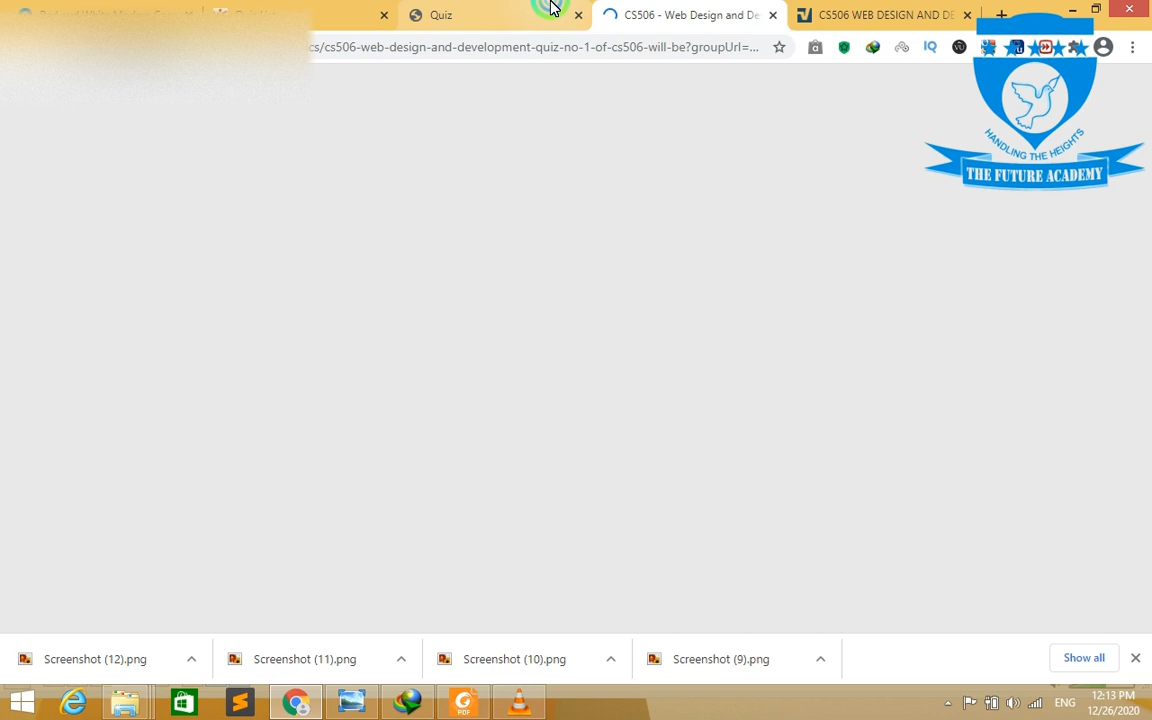 Quiz
CS506 - Web Design and De
CS506 WEB DESIGN AND DE
cs/cs506-web-design-and-development-quiz-no-1-of-cs506-will-be?groupUrl=...
IQ
HANDLING THE HEIGHTS
THE FUTURE ACADEMY
Screenshot (12).png
Screenshot (11).png
Screenshot (10).png
Screenshot (9).png
Show all
PDF
ENG
12:13 PM
12/26/2020